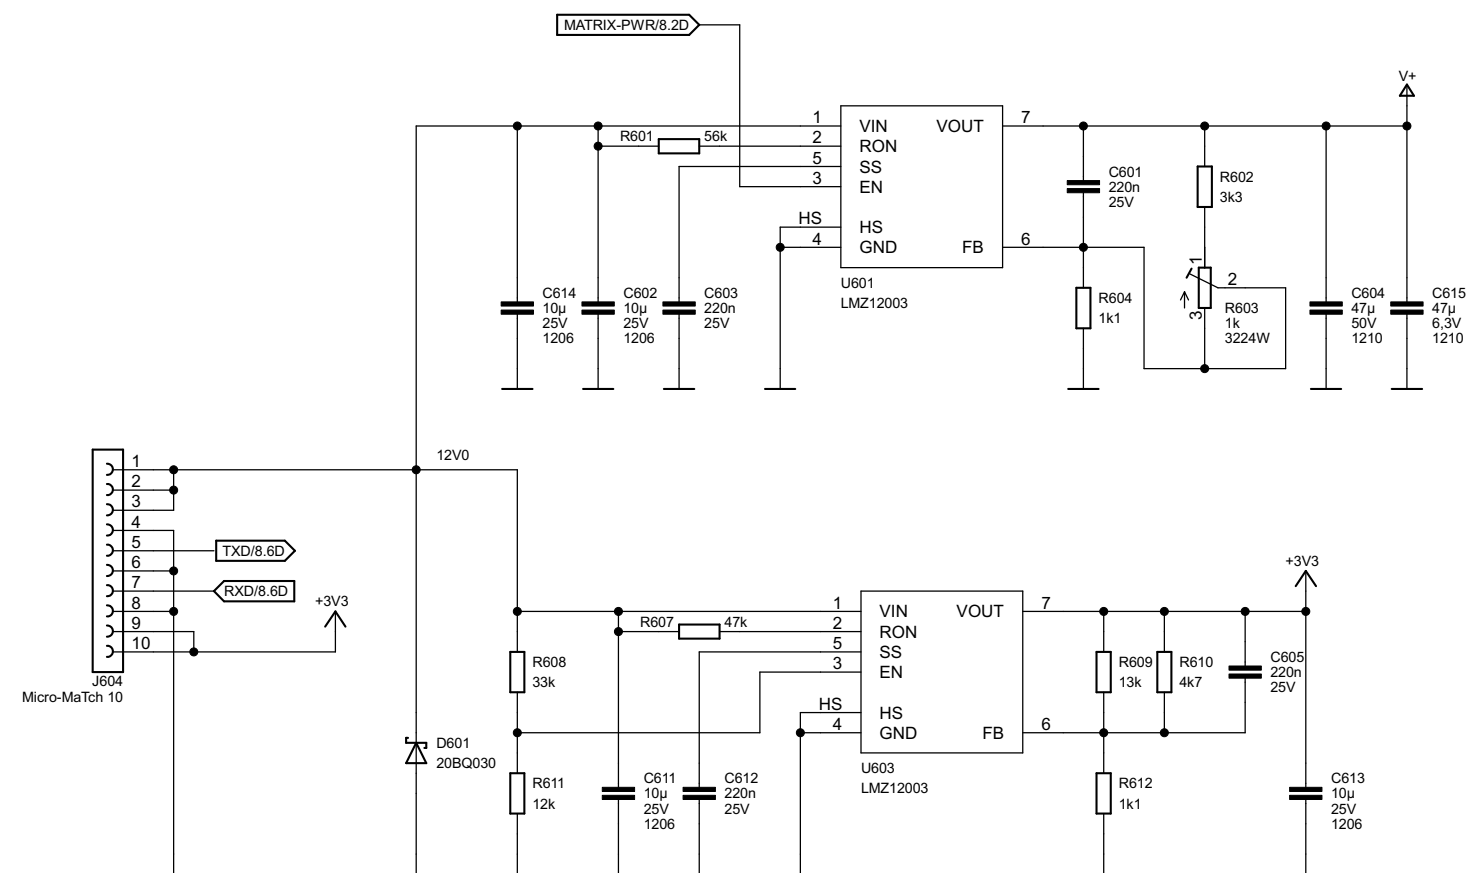 MATRIX-PWR/8.2D
V+
1 VIN VOUT 7
R601 56k 2 RON
5 SS
3 EN
HS HS
4 GND FB 6
U601
LMZ12003
C601
220n
25V
R602
3k3
C614
10µ
25V
1206
C602
10µ
25V
1206
C603
220n
25V
R604
1k1
1
2
3
R603
1k
3224W
C604
47µ
50V
1210
C615
47µ
6,3V
1210
12V0
1
2
3
4
5 TXD/8.6D
6
7 RXD/8.6D
8
9
10
+3V3
J604
Micro-MaTch 10
+3V3
1 VIN VOUT 7
R607 47k 2 RON
5 SS
3 EN
HS HS
4 GND FB 6
U603
LMZ12003
R608
33k
R609
13k
R610
4k7
C605
220n
25V
D601
20BQ030
R611
12k
C611
10µ
25V
1206
C612
220n
25V
R612
1k1
C613
10µ
25V
1206